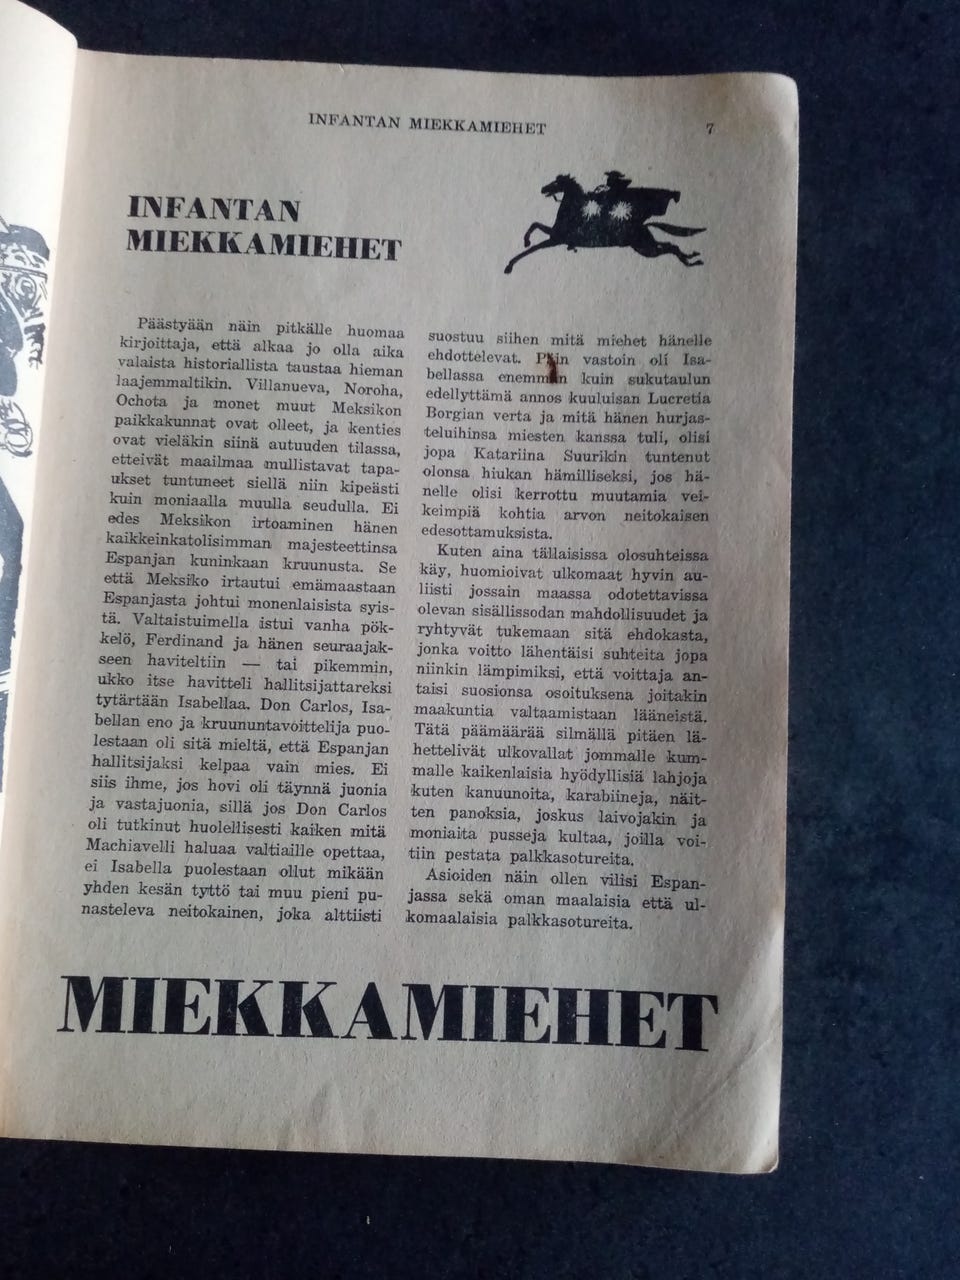 INFANTAN MIEKKAMIEHET 7
INFANTAN
MIEKKAMIEHET
Päästyään näin pitkälle huomaa
kirjoittaja, että alkaa jo olla aika
valaista historiallista taustaa hieman
laajemmaltikin. Villanueva, Noroha,
Ochota ja monet muut Meksikon
paikkakunnat ovat olleet, ja kenties
ovat vieläkin siinä autuuden tilassa,
etteivät maailmaa mullistavat tapa-
ukset tuntuneet siellä niin kipeästi
kuin moniaalla muulla seudulla. Ei
edes Meksikon irtoaminen hänen
kaikkeinkatolisimman majesteettinsa
Espanjan kuninkaan kruunusta. Se
että Meksiko irtautui emämaastaan
Espanjasta johtui monenlaisista syis-
tä. Valtaistuimella istui vanha pök-
kelö, Ferdinand ja hänen seuraajak-
seen haviteltiin — tai pikemmin,
ukko itse havitteli hallitsijattareksi
tytärtään Isabellaa. Don Carlos, Isa-
bellan eno ja kruununtavoittelija puo-
lestaan oli sitä mieltä, että Espanjan
hallitsijaksi kelpaa vain mies. Ei
siis ihme, jos hovi oli täynnä juonia
ja vastajuonia, sillä jos Don Carlos
oli tutkinut huolellisesti kaiken mitä
Machiavelli haluaa valtiaille opettaa,
ei Isabella puolestaan ollut mikään
yhden kesän tyttö tai muu pieni pu-
nasteleva neitokainen, joka alttiisti
suostuu siihen mitä miehet hänelle
ehdottelevat. Päin vastoin oli Isa-
bellassa enemmän kuin sukutaulun
edellyttämä annos kuuluisan Lucretia
Borgian verta ja mitä hänen hurjas-
teluihinsa miesten kanssa tuli, olisi
jopa Katariina Suurikin tuntenut
olonsa hiukan hämilliseksi, jos hä-
nelle olisi kerrottu muutamia vei-
keimpiä kohtia arvon neitokaisen
edesottamuksista.
Kuten aina tällaisissa olosuhteissa
käy, huomioivat ulkomaat hyvin au-
liisti jossain maassa odotettavissa
olevan sisällissodan mahdollisuudet ja
ryhtyvät tukemaan sitä ehdokasta,
jonka voitto lähentäisi suhteita jopa
niinkin lämpimiksi, että voittaja an-
taisi suosionsa osoituksena joitakin
maakuntia valtaamistaan lääneistä.
Tätä päämäärää silmällä pitäen lä-
hettelivät ulkovallat jommalle kum-
malle kaikenlaisia hyödyllisiä lahjoja
kuten kanuunoita, karabiineja, näit-
ten panoksia, joskus laivojakin ja
moniaita pusseja kultaa, joilla voi-
tiin pestata palkkasotureita.
Asioiden näin ollen vilisi Espan-
jassa sekä oman maalaisia että ul-
komaalaisia palkkasotureita.
MIEKKAMIEHET